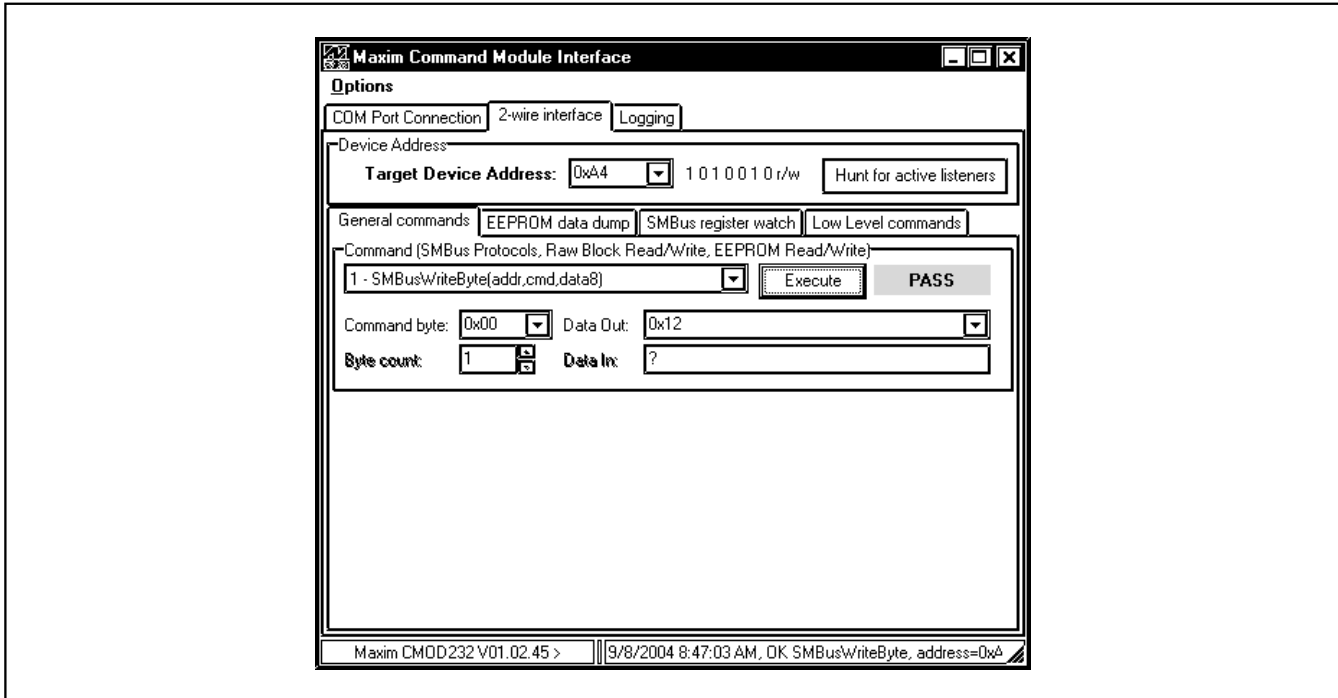 Maxim Command Module Interface
Options
COM Port Connection 2-wire interface Logging
Device Address
Target Device Address: 0xA4 1 0 1 0 0 1 0 r/w Hunt for active listeners
General commands EEPROM data dump SMBus register watch Low Level commands
Command (SMBus Protocols, Raw Block Read/Write, EEPROM Read/Write)
1 - SMBusWriteByte(addr,cmd,data8) Execute PASS
Command byte: 0x00 Data Out: 0x12
Byte count: 1 Data In: ?
Maxim CMOD232 V01.02.45 > 9/8/2004 8:47:03 AM, OK SMBusWriteByte, address=0xA